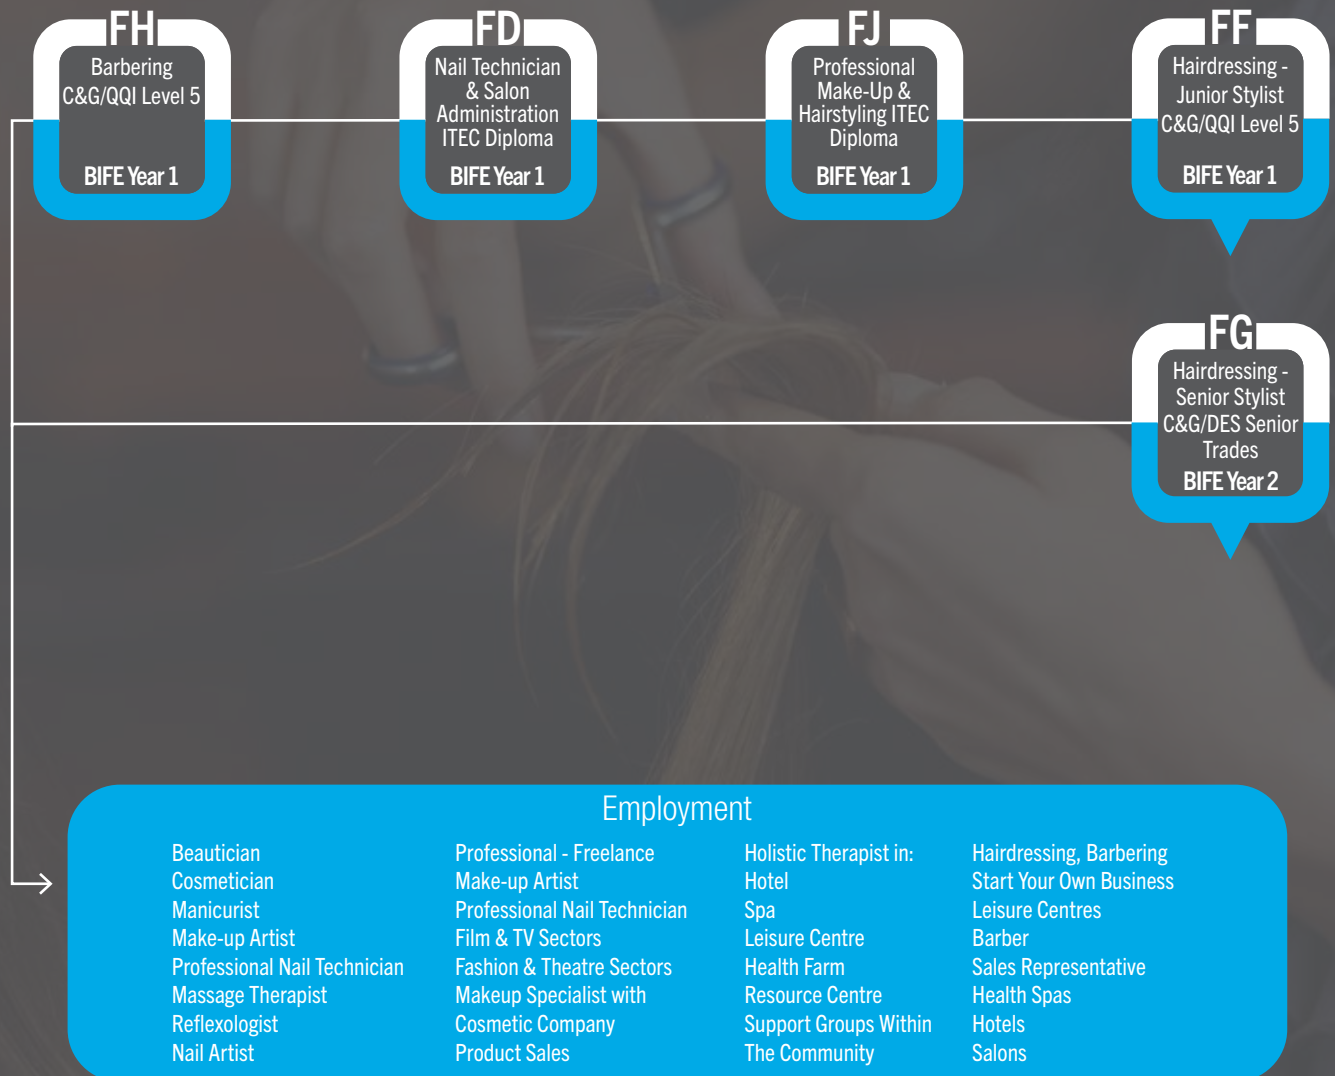 FH
Barbering
C&G/QQI Level 5
BIFE Year 1
FD
Nail Technician
& Salon
Administration
ITEC Diploma
BIFE Year 1
FJ
Professional
Make-Up &
Hairstyling ITEC
Diploma
BIFE Year 1
FF
Hairdressing -
Junior Stylist
C&G/QQI Level 5
BIFE Year 1
FG
Hairdressing -
Senior Stylist
C&G/DES Senior
Trades
BIFE Year 2
Employment
Beautician
Cosmetician
Manicurist
Make-up Artist
Professional Nail Technician
Massage Therapist
Reflexologist
Nail Artist
Professional - Freelance
Make-up Artist
Professional Nail Technician
Film & TV Sectors
Fashion & Theatre Sectors
Makeup Specialist with
Cosmetic Company
Product Sales
Holistic Therapist in:
Hotel
Spa
Leisure Centre
Health Farm
Resource Centre
Support Groups Within
The Community
Hairdressing, Barbering
Start Your Own Business
Leisure Centres
Barber
Sales Representative
Health Spas
Hotels
Salons